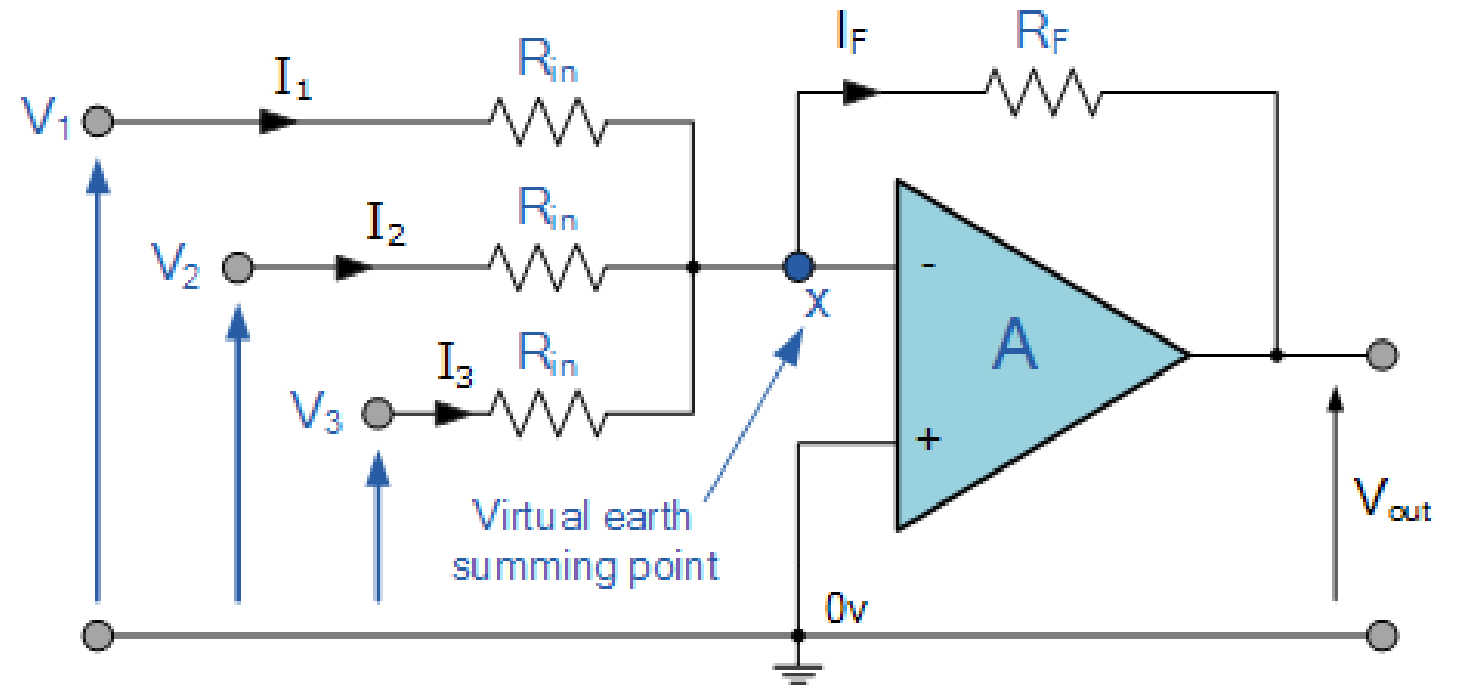 I₁
Rin
V₁
I₂
Rin
V₂
I₃
Rin
V₃
IF
RF
-
x
A
+
Virtual earth
summing point
0v
Vout